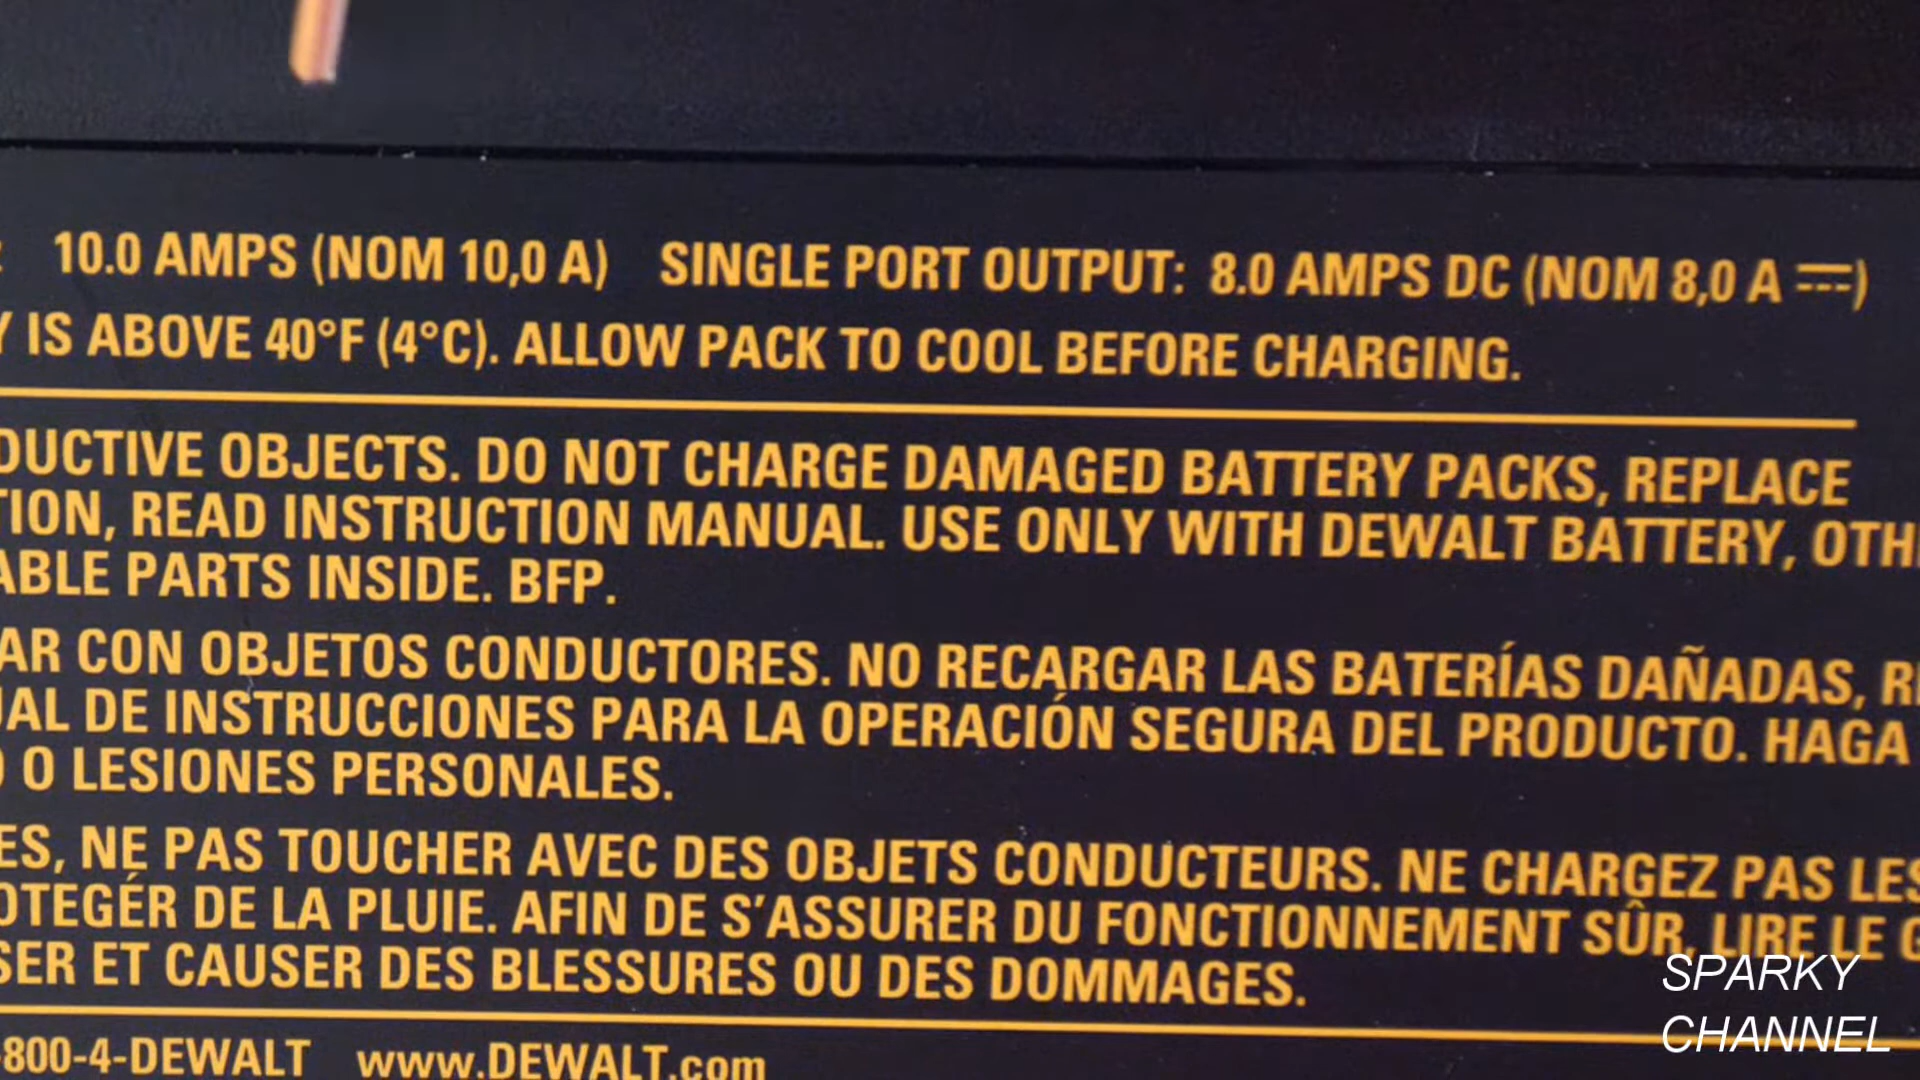 10.0 AMPS (NOM 10,0 A) SINGLE PORT OUTPUT: 8.0 AMPS DC (NOM 8,0 A ⎓)
IS ABOVE 40°F (4°C). ALLOW PACK TO COOL BEFORE CHARGING.
DUCTIVE OBJECTS. DO NOT CHARGE DAMAGED BATTERY PACKS, REPLACE
TION, READ INSTRUCTION MANUAL. USE ONLY WITH DEWALT BATTERY, OTH
ABLE PARTS INSIDE. BFP.
AR CON OBJETOS CONDUCTORES. NO RECARGAR LAS BATERÍAS DAÑADAS, R
UAL DE INSTRUCCIONES PARA LA OPERACIÓN SEGURA DEL PRODUCTO. HAGA
O LESIONES PERSONALES.
ES, NE PAS TOUCHER AVEC DES OBJETS CONDUCTEURS. NE CHARGEZ PAS LES
OTEGÉR DE LA PLUIE. AFIN DE S'ASSURER DU FONCTIONNEMENT SÛR, LIRE LE G
SER ET CAUSER DES BLESSURES OU DES DOMMAGES.
-800-4-DEWALT www.DEWALT.com
SPARKY
CHANNEL